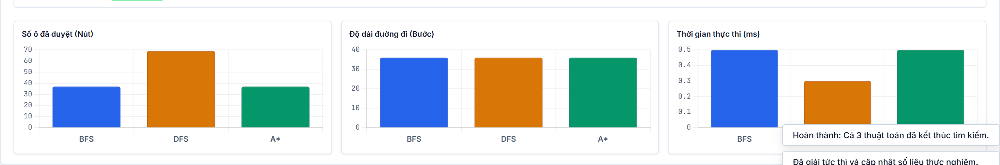 Số ô đã duyệt (Nút)
70
60
50
40
30
20
10
0
BFS
DFS
A*
Độ dài đường đi (Bước)
40
30
20
10
0
BFS
DFS
A*
Thời gian thực thi (ms)
0.5
0.4
0.3
0.2
0.1
0
BFS
Hoàn thành: Cả 3 thuật toán đã kết thúc tìm kiếm.
Đã giải tức thì và cập nhật số liệu thực nghiệm.